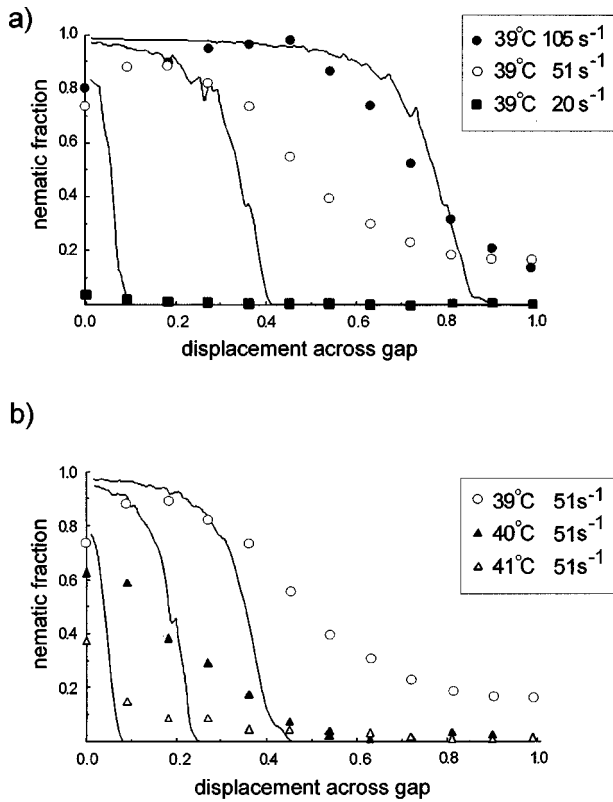 a)
39°C 105 s⁻¹
39°C 51 s⁻¹
39°C 20 s⁻¹
nematic fraction
1.0
0.8
0.6
0.4
0.2
0.0 0.2 0.4 0.6 0.8 1.0
displacement across gap
b)
39°C 51s⁻¹
40°C 51s⁻¹
41°C 51s⁻¹
nematic fraction
1.0
0.8
0.6
0.4
0.2
0.0 0.2 0.4 0.6 0.8 1.0
displacement across gap